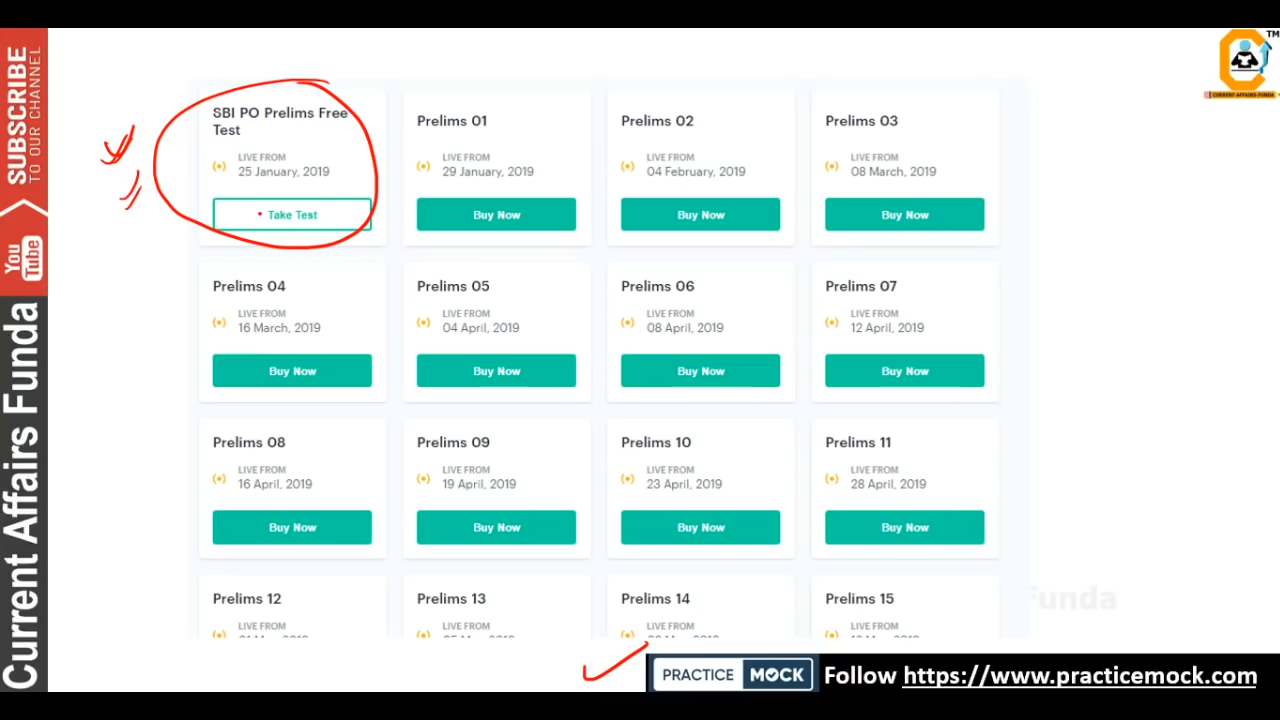 SUBSCRIBE
TO OUR CHANNEL
You
Tube
Current Affairs Funda
TM
CURRENT-AFFAIRS-FUNDA
SBI PO Prelims Free
Test
LIVE FROM
25 January, 2019
Take Test
Prelims 01
LIVE FROM
29 January, 2019
Buy Now
Prelims 02
LIVE FROM
04 February, 2019
Buy Now
Prelims 03
LIVE FROM
08 March, 2019
Buy Now
Prelims 04
LIVE FROM
16 March, 2019
Buy Now
Prelims 05
LIVE FROM
04 April, 2019
Buy Now
Prelims 06
LIVE FROM
08 April, 2019
Buy Now
Prelims 07
LIVE FROM
12 April, 2019
Buy Now
Prelims 08
LIVE FROM
16 April, 2019
Buy Now
Prelims 09
LIVE FROM
19 April, 2019
Buy Now
Prelims 10
LIVE FROM
23 April, 2019
Buy Now
Prelims 11
LIVE FROM
28 April, 2019
Buy Now
Prelims 12
LIVE FROM
Prelims 13
LIVE FROM
Prelims 14
LIVE FROM
Prelims 15
LIVE FROM
Funda
PRACTICE MOCK
Follow https://www.practicemock.com